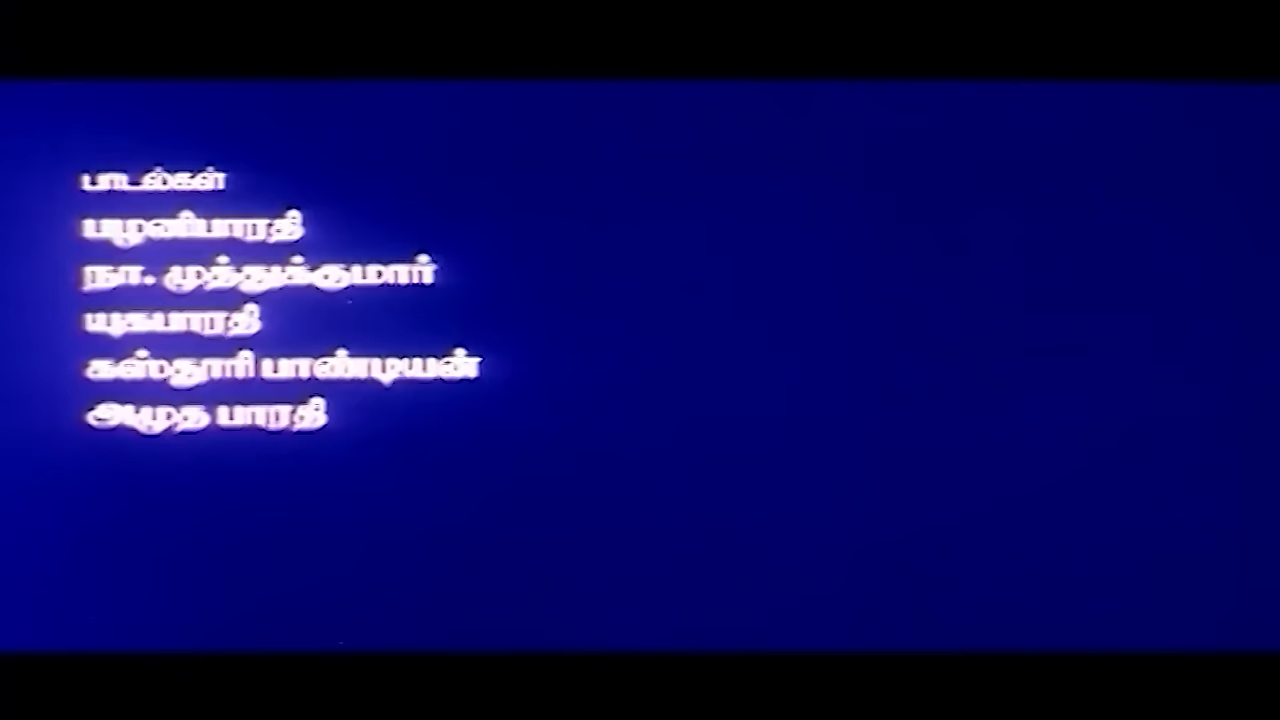 பாடல்கள்
பழனிபாரதி
நா. முத்துக்குமார்
யுகபாரதி
கஸ்தூரி பாண்டியன்
அமுத பாரதி